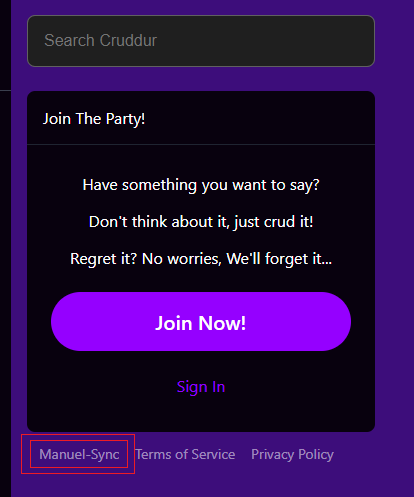 Search Cruddur
Join The Party!
Have something you want to say?
Don't think about it, just crud it!
Regret it? No worries, We'll forget it...
Join Now!
Sign In
Manuel-Sync Terms of Service Privacy Policy